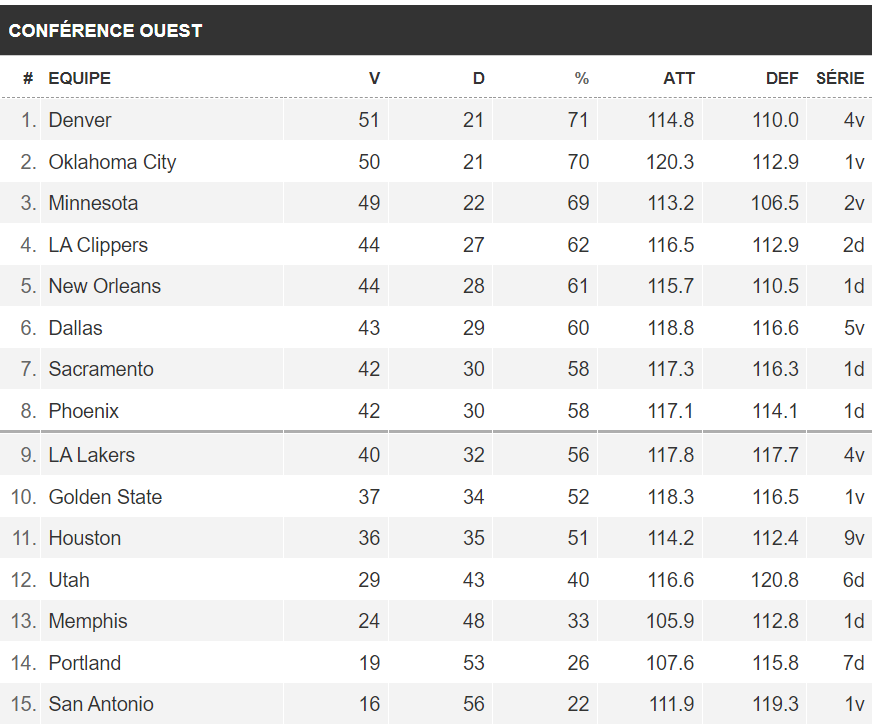 CONFÉRENCE OUEST
# EQUIPE V D % ATT DEF SÉRIE
1. Denver 51 21 71 114.8 110.0 4v
2. Oklahoma City 50 21 70 120.3 112.9 1v
3. Minnesota 49 22 69 113.2 106.5 2v
4. LA Clippers 44 27 62 116.5 112.9 2d
5. New Orleans 44 28 61 115.7 110.5 1d
6. Dallas 43 29 60 118.8 116.6 5v
7. Sacramento 42 30 58 117.3 116.3 1d
8. Phoenix 42 30 58 117.1 114.1 1d
9. LA Lakers 40 32 56 117.8 117.7 4v
10. Golden State 37 34 52 118.3 116.5 1v
11. Houston 36 35 51 114.2 112.4 9v
12. Utah 29 43 40 116.6 120.8 6d
13. Memphis 24 48 33 105.9 112.8 1d
14. Portland 19 53 26 107.6 115.8 7d
15. San Antonio 16 56 22 111.9 119.3 1v